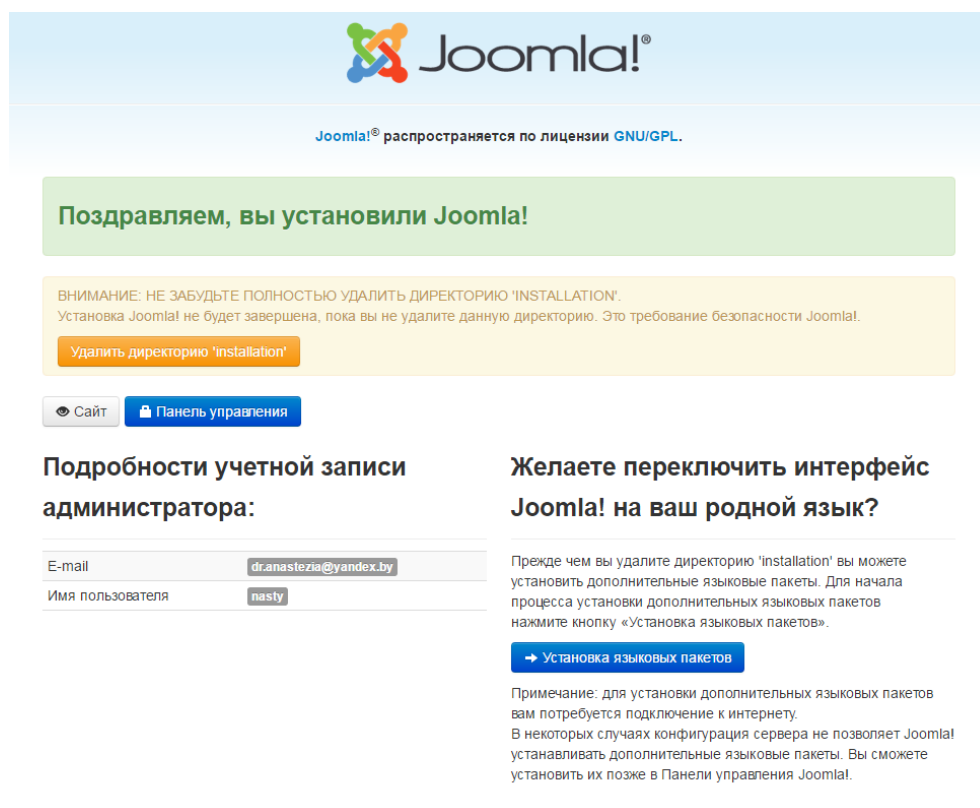 Joomla!®
Joomla!® распространяется по лицензии GNU/GPL.
Поздравляем, вы установили Joomla!
ВНИМАНИЕ: НЕ ЗАБУДЬТЕ ПОЛНОСТЬЮ УДАЛИТЬ ДИРЕКТОРИЮ 'INSTALLATION'.
Установка Joomla! не будет завершена, пока вы не удалите данную директорию. Это требование безопасности Joomla!.
Удалить директорию 'installation'
Сайт
Панель управления
Подробности учетной записи
администратора:
E-mail dr.anastezia@yandex.by
Имя пользователя nasty
Желаете переключить интерфейс
Joomla! на ваш родной язык?
Прежде чем вы удалите директорию 'installation' вы можете
установить дополнительные языковые пакеты. Для начала
процесса установки дополнительных языковых пакетов
нажмите кнопку «Установка языковых пакетов».
Установка языковых пакетов
Примечание: для установки дополнительных языковых пакетов
вам потребуется подключение к интернету.
В некоторых случаях конфигурация сервера не позволяет Joomla!
устанавливать дополнительные языковые пакеты. Вы сможете
установить их позже в Панели управления Joomla!.